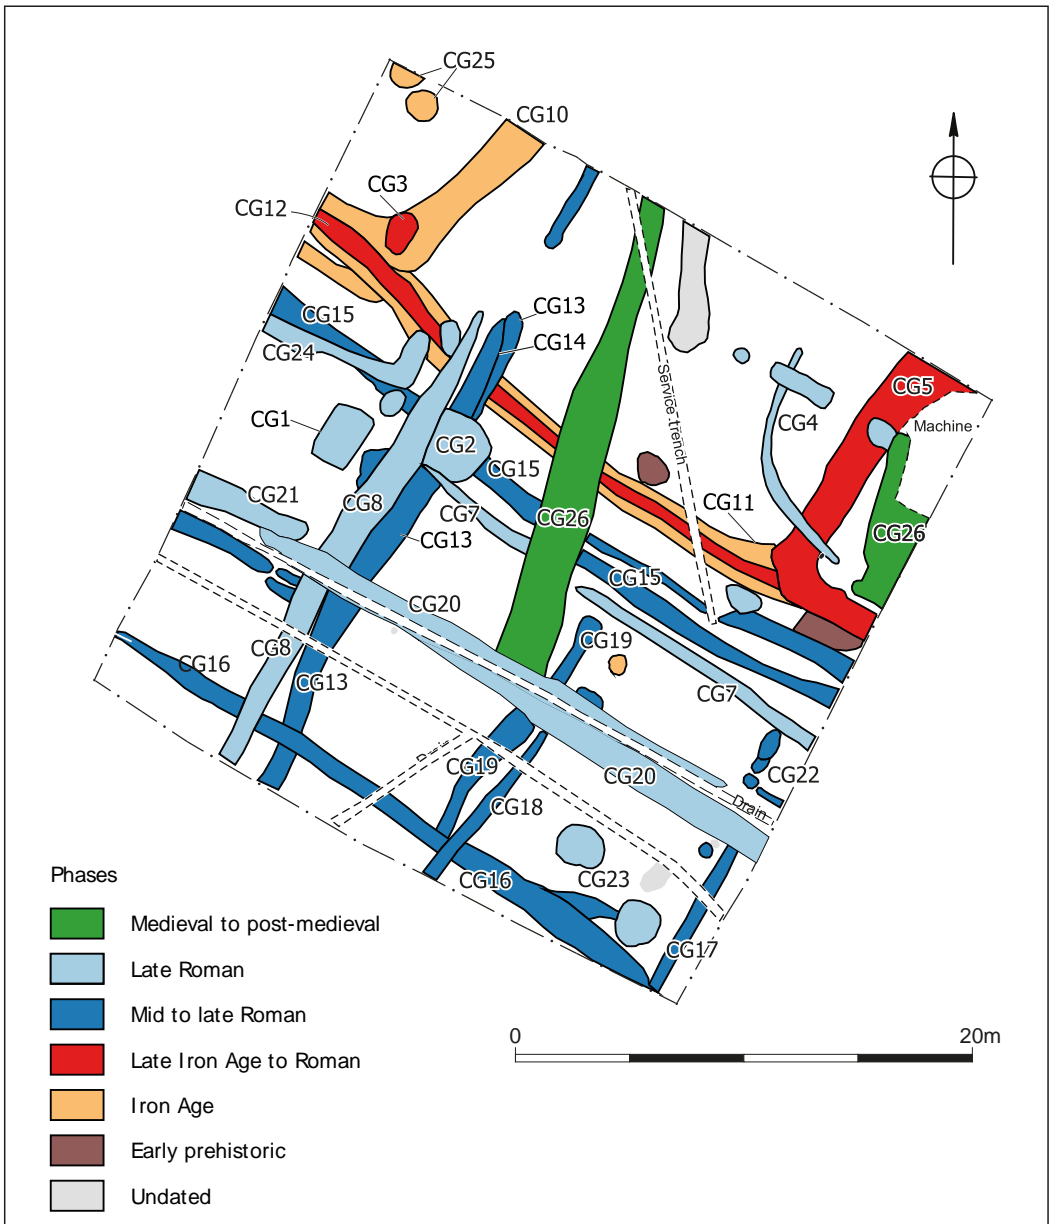 CG25
CG10
CG3
CG12
CG15
CG13
CG14
CG24
Service trench
CG5
CG4
Machine
CG1
CG2
CG15
CG21
CG8
CG7
CG11
CG26
CG26
CG13
CG15
CG20
CG19
CG8
CG16
CG13
CG7
CG19
CG20
CG22
CG18
Drain
CG16
CG23
CG17
Phases
Medieval to post-medieval
Late Roman
Mid to late Roman
Late Iron Age to Roman
Iron Age
Early prehistoric
Undated
0
20m